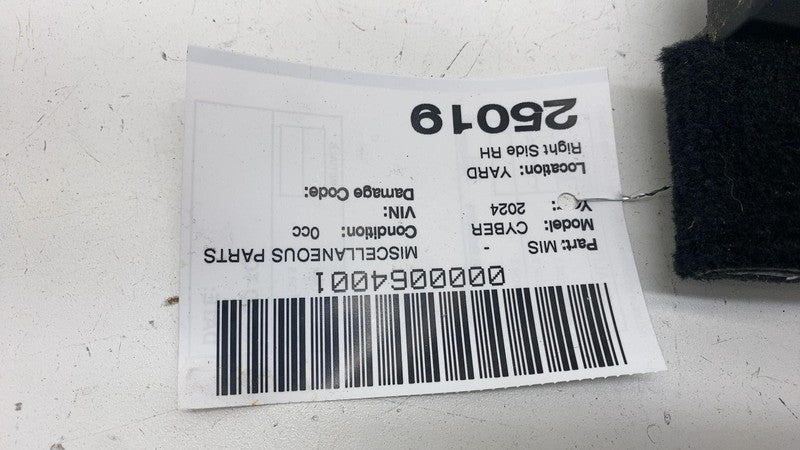 0000064001
Part: MIS - MISCELLANEOUS PARTS
Model: CYBER Condition: 0cc
2024 VIN:
Damage Code:
Location: YARD
Right Side RH
25019